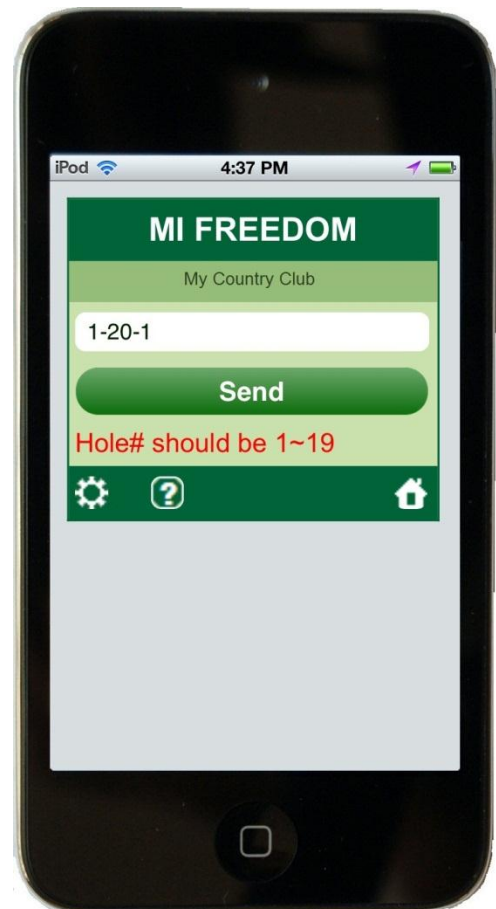 iPod 4:37 PM
MI FREEDOM
My Country Club
1-20-1
Send
Hole# should be 1~19
?